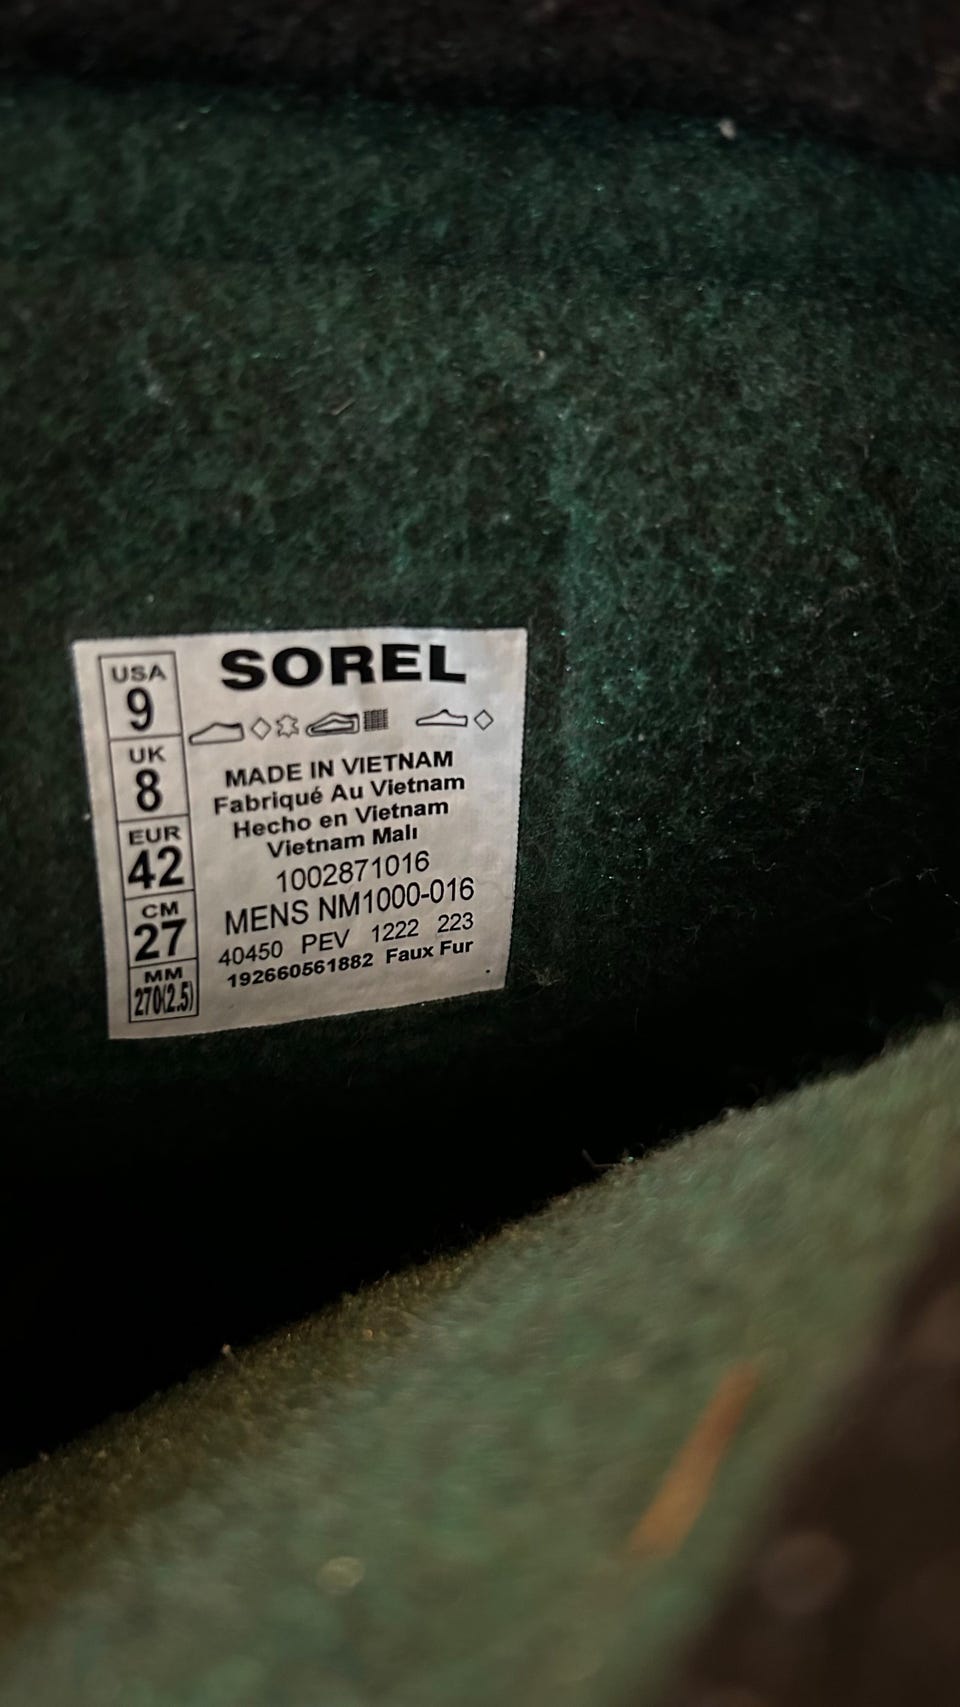 SOREL
USA
9
UK
8
EUR
42
CM
27
MM
270(2.5)
MADE IN VIETNAM
Fabriqué Au Vietnam
Hecho en Vietnam
Vietnam Malı
1002871016
MENS NM1000-016
40450 PEV 1222 223
192660561882 Faux Fur